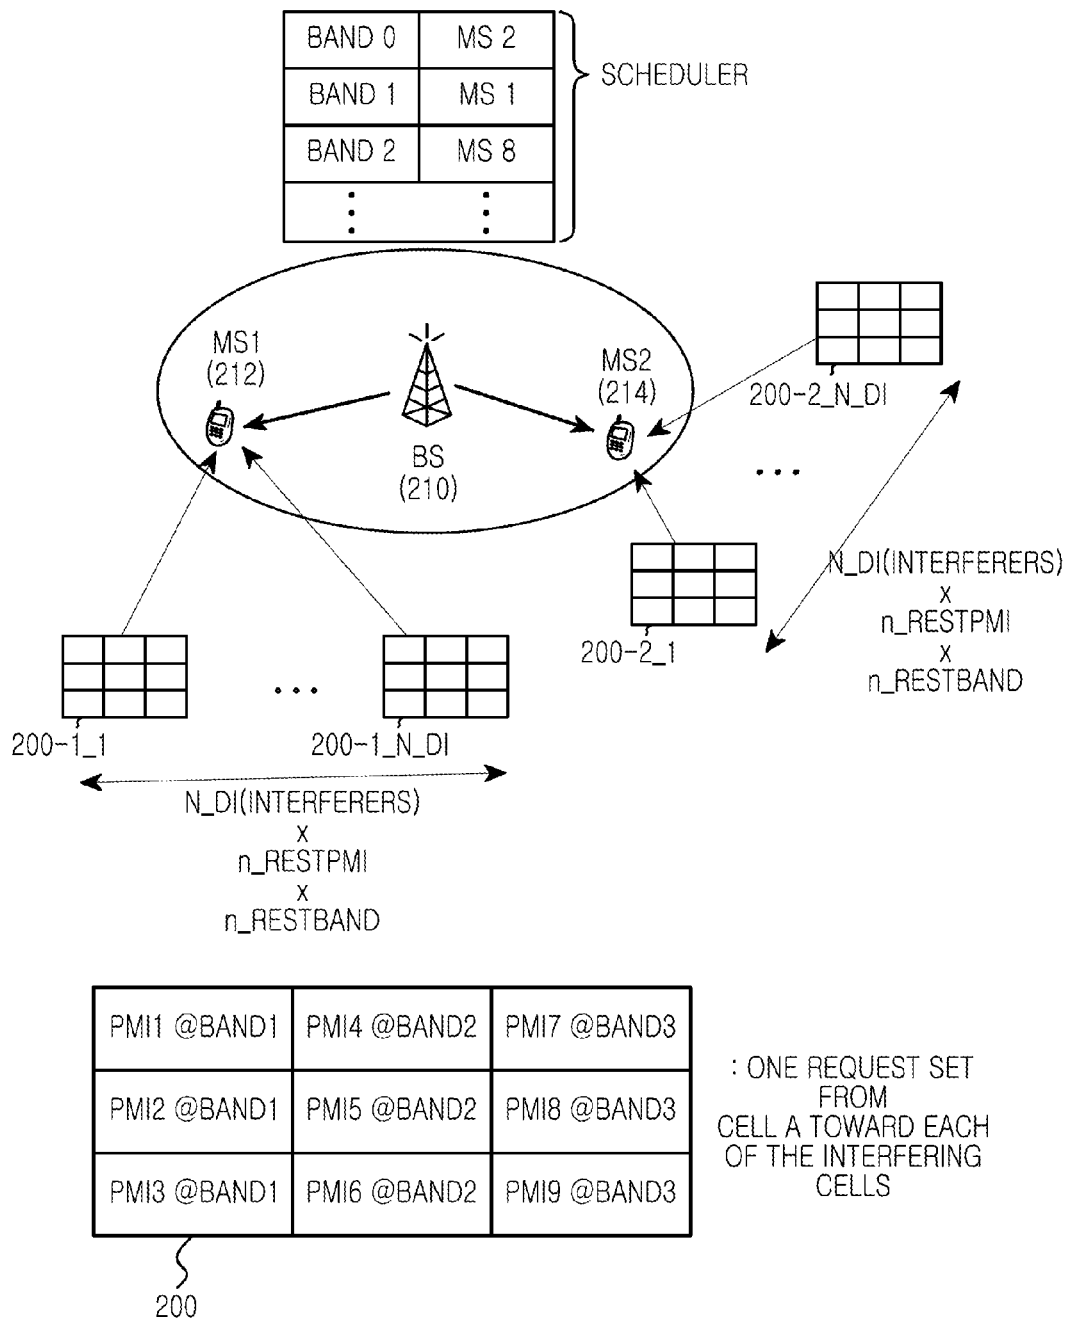 BAND 0 MS 2
BAND 1 MS 1
BAND 2 MS 8
SCHEDULER
MS1
(212)
BS
(210)
MS2
(214)
200-2_N_DI
200-2_1
N_DI(INTERFERERS)
x
n_RESTPMI
x
n_RESTBAND
200-1_1
200-1_N_DI
N_DI(INTERFERERS)
x
n_RESTPMI
x
n_RESTBAND
PMI1 @BAND1 PMI4 @BAND2 PMI7 @BAND3
PMI2 @BAND1 PMI5 @BAND2 PMI8 @BAND3
PMI3 @BAND1 PMI6 @BAND2 PMI9 @BAND3
: ONE REQUEST SET
FROM
CELL A TOWARD EACH
OF THE INTERFERING
CELLS
200